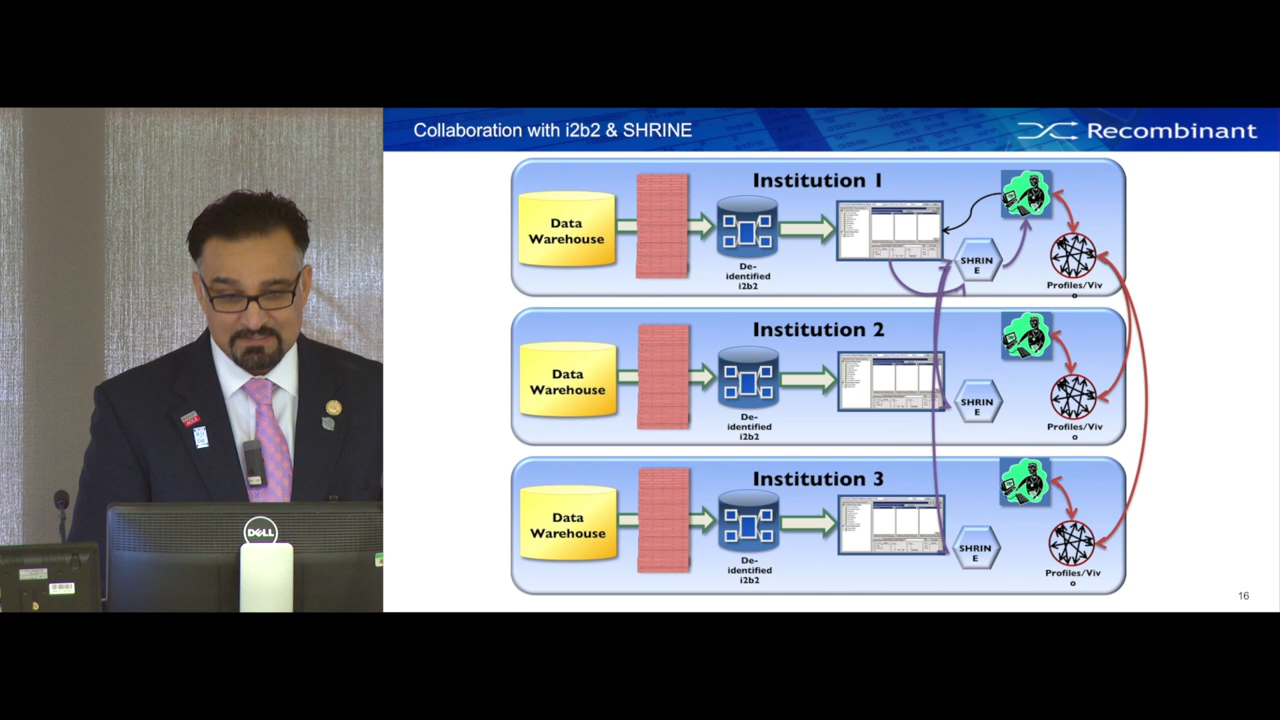 Collaboration with i2b2 & SHRINE
Recombinant
Institution 1
Data
Warehouse
De-
identified
i2b2
SHRIN
E
Profiles/Viv
o
Institution 2
Data
Warehouse
De-
identified
i2b2
SHRIN
E
Profiles/Viv
o
Institution 3
Data
Warehouse
De-
identified
i2b2
SHRIN
E
Profiles/Viv
o
16
DELL